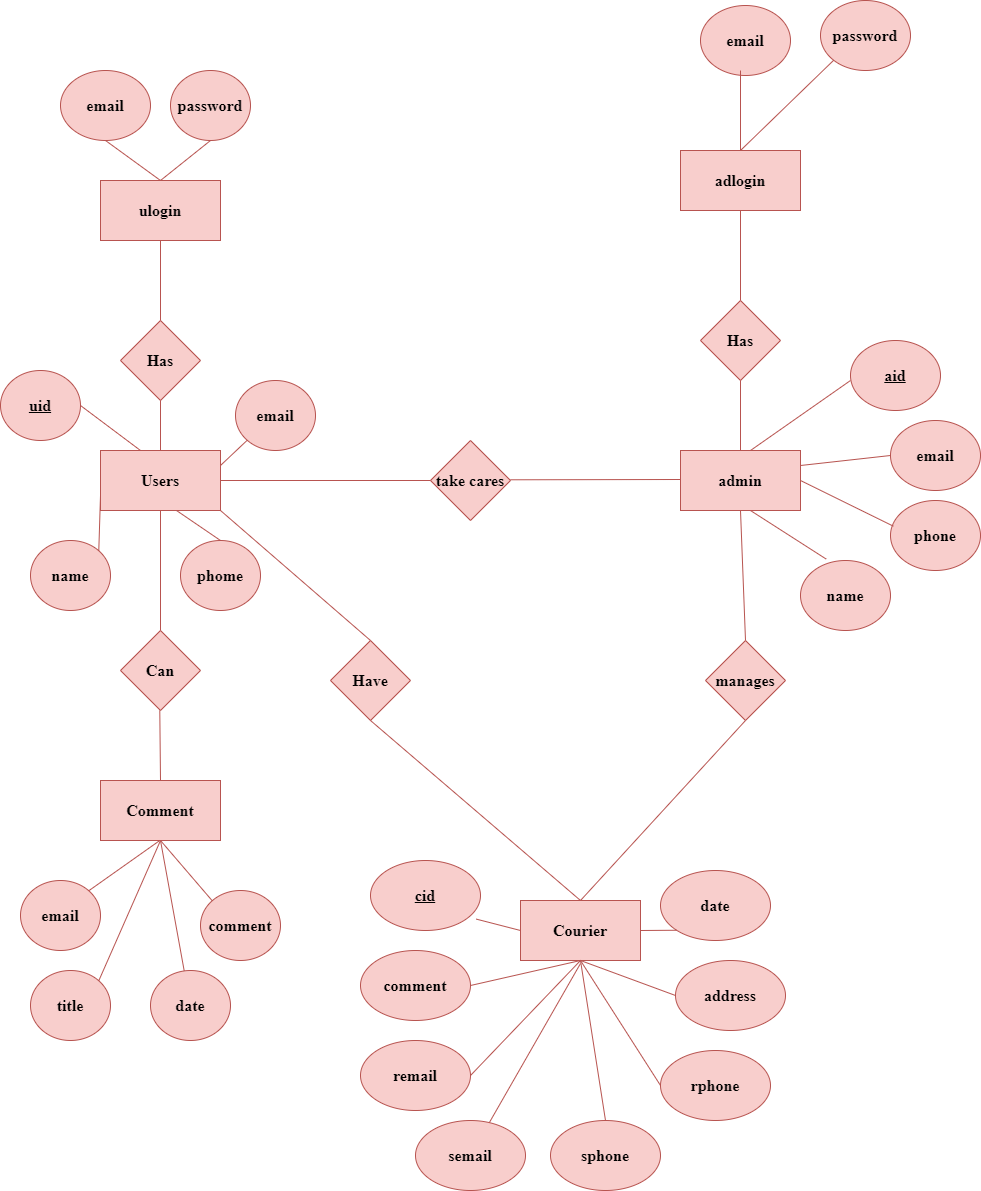 email
password
email
password
adlogin
ulogin
Has
Has
aid
uid
email
email
Users
take cares
admin
phone
name
phome
name
Can
Have
manages
Comment
cid
date
email
comment
Courier
comment
address
title
date
remail
rphone
semail
sphone